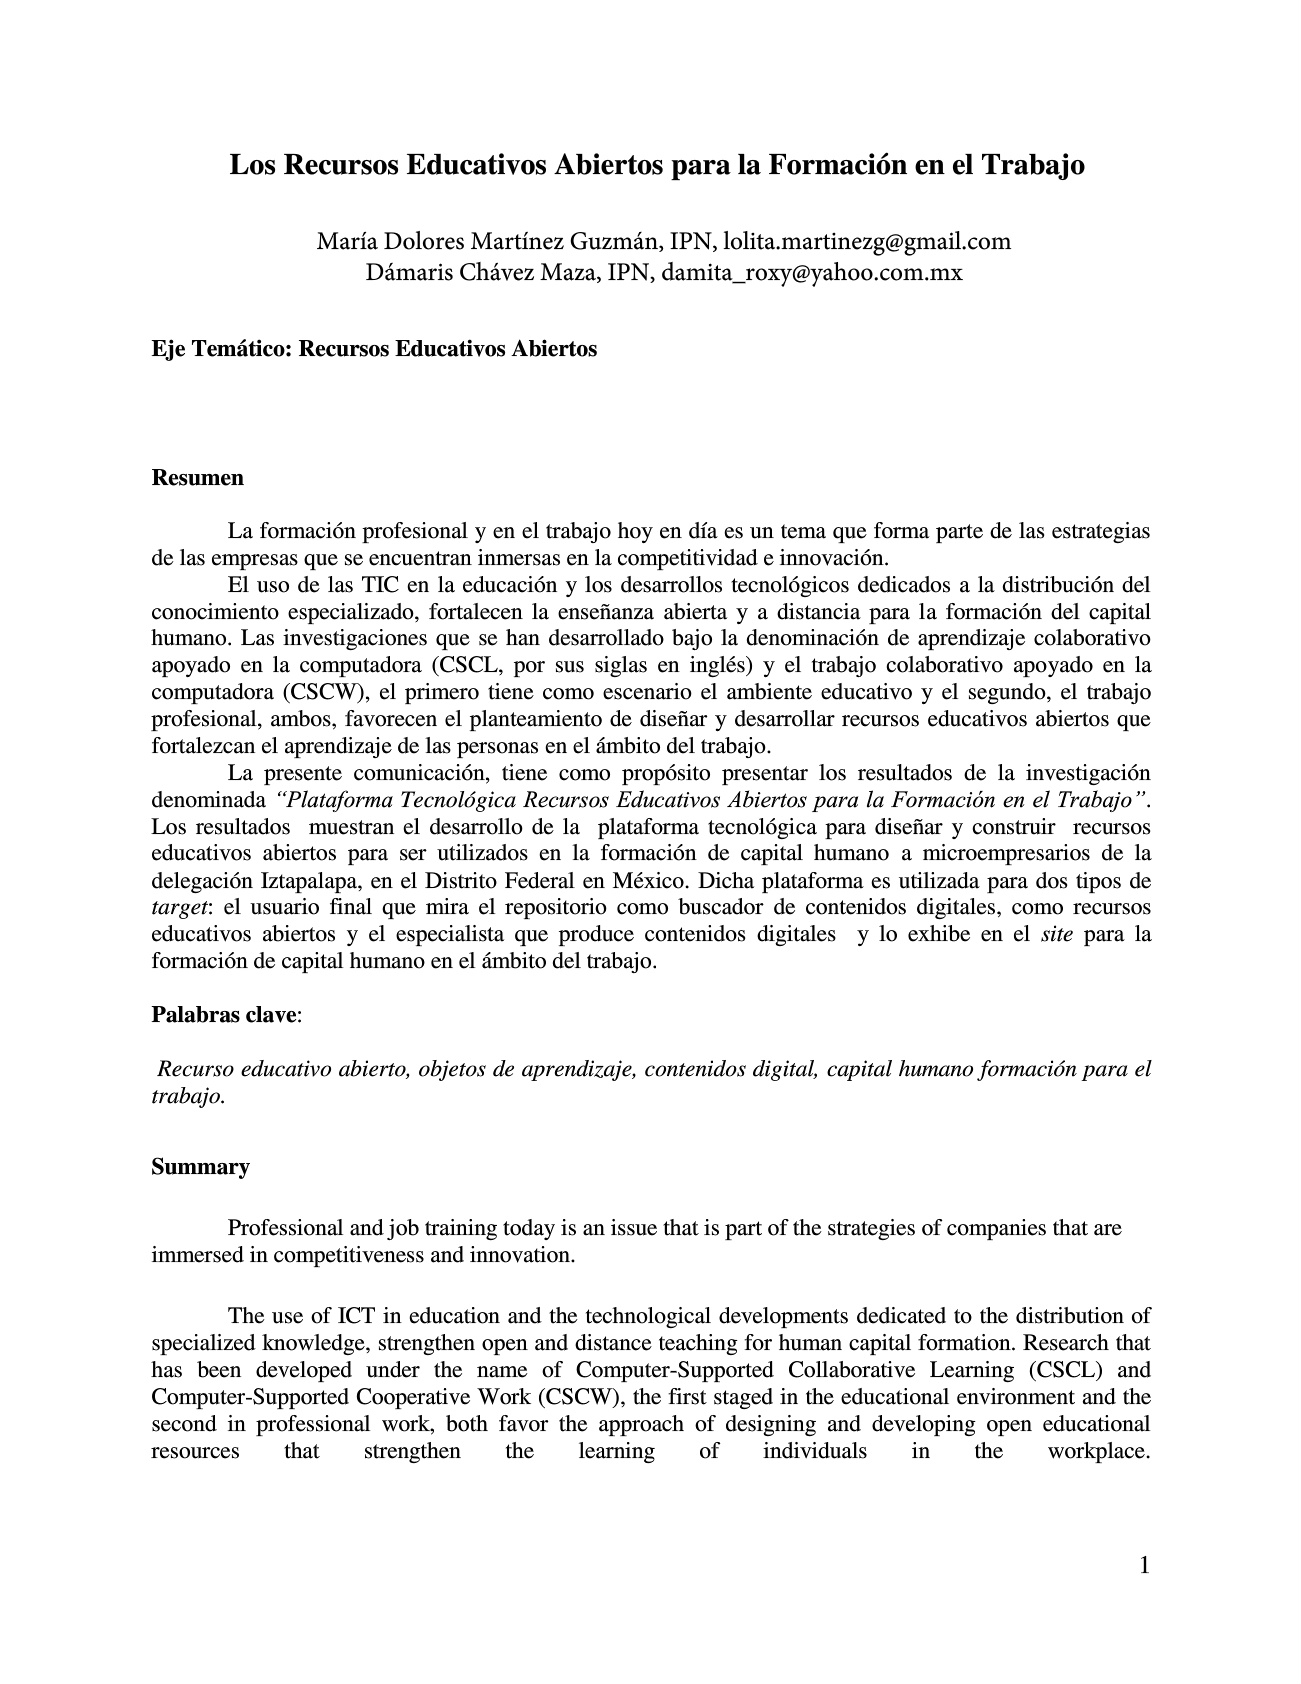 Los Recursos Educativos Abiertos para la Formación en el Trabajo
María Dolores Martínez Guzmán, IPN, lolita.martinezg@gmail.com
Dámaris Chávez Maza, IPN, damita_roxy@yahoo.com.mx
Eje Temático: Recursos Educativos Abiertos
Resumen
La formación profesional y en el trabajo hoy en día es un tema que forma parte de las estrategias
de las empresas que se encuentran inmersas en la competitividad e innovación.
El uso de las TIC en la educación y los desarrollos tecnológicos dedicados a la distribución del
conocimiento especializado, fortalecen la enseñanza abierta y a distancia para la formación del capital
humano. Las investigaciones que se han desarrollado bajo la denominación de aprendizaje colaborativo
apoyado en la computadora (CSCL, por sus siglas en inglés) y el trabajo colaborativo apoyado en la
computadora (CSCW), el primero tiene como escenario el ambiente educativo y el segundo, el trabajo
profesional, ambos, favorecen el planteamiento de diseñar y desarrollar recursos educativos abiertos que
fortalezcan el aprendizaje de las personas en el ámbito del trabajo.
La presente comunicación, tiene como propósito presentar los resultados de la investigación
denominada “Plataforma Tecnológica Recursos Educativos Abiertos para la Formación en el Trabajo”.
Los resultados muestran el desarrollo de la plataforma tecnológica para diseñar y construir recursos
educativos abiertos para ser utilizados en la formación de capital humano a microempresarios de la
delegación Iztapalapa, en el Distrito Federal en México. Dicha plataforma es utilizada para dos tipos de
target: el usuario final que mira el repositorio como buscador de contenidos digitales, como recursos
educativos abiertos y el especialista que produce contenidos digitales y lo exhibe en el site para la
formación de capital humano en el ámbito del trabajo.
Palabras clave:
Recurso educativo abierto, objetos de aprendizaje, contenidos digital, capital humano formación para el
trabajo.
Summary
Professional and job training today is an issue that is part of the strategies of companies that are
immersed in competitiveness and innovation.
The use of ICT in education and the technological developments dedicated to the distribution of
specialized knowledge, strengthen open and distance teaching for human capital formation. Research that
has been developed under the name of Computer-Supported Collaborative Learning (CSCL) and
Computer-Supported Cooperative Work (CSCW), the first staged in the educational environment and the
second in professional work, both favor the approach of designing and developing open educational
resources that strengthen the learning of individuals in the workplace.
1